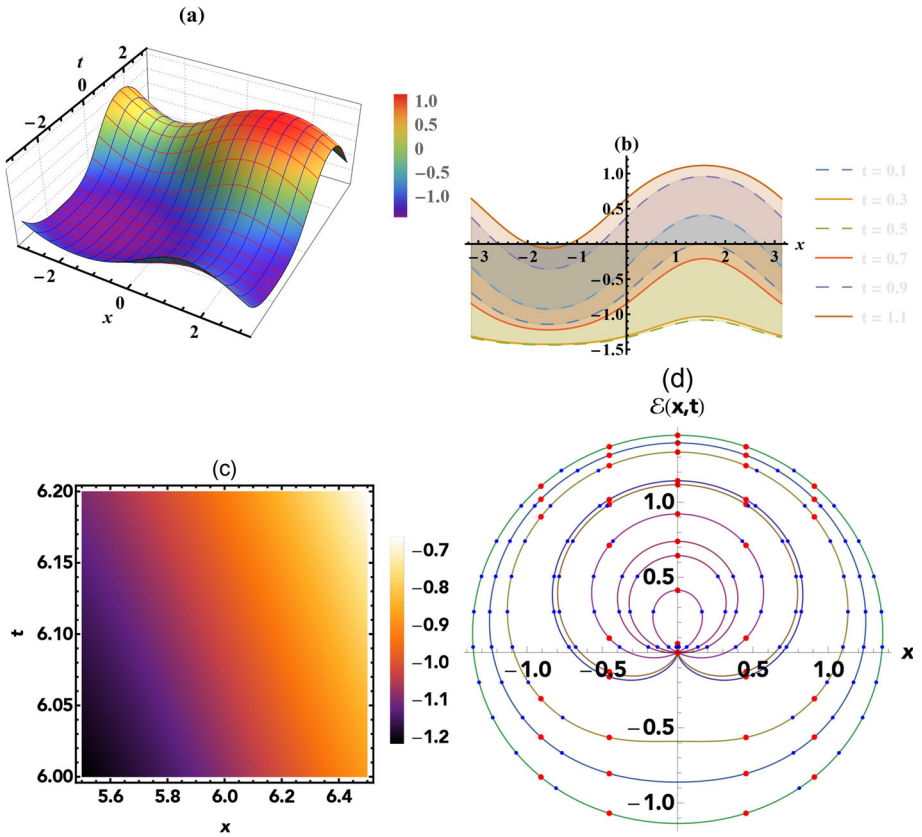 (a)
t
2
0
−2
1.0
0.5
0
−0.5
−1.0
−2
0
2
x
(b)
1.0
0.5
−3 −2 −1 0 1 2 3 x
−0.5
−1.0
−1.5
t = 0.1
t = 0.3
t = 0.5
t = 0.7
t = 0.9
t = 1.1
(c)
6.20
6.15
6.10
6.05
6.00
t
5.6 5.8 6.0 6.2 6.4
x
−0.7
−0.8
−0.9
−1.0
−1.1
−1.2
(d)
ℰ(x,t)
1.0
0.5
−1.0 −0.5 0.5 1.0 x
−0.5
−1.0